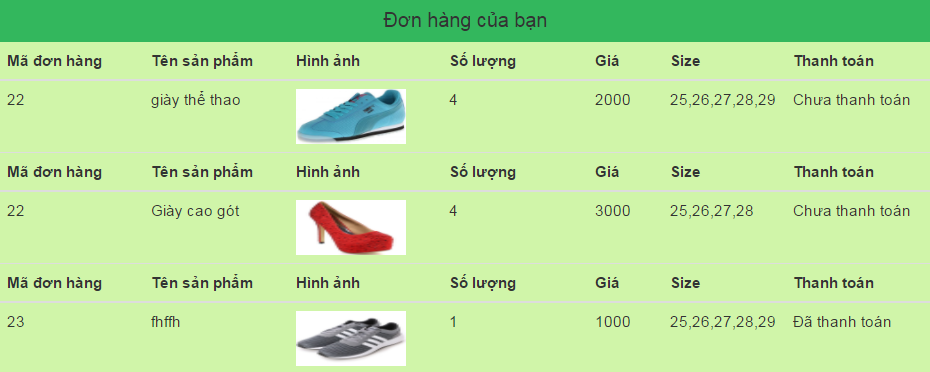 Đơn hàng của bạn
Mã đơn hàng Tên sản phẩm Hình ảnh Số lượng Giá Size Thanh toán
22 giày thể thao 4 2000 25,26,27,28,29 Chưa thanh toán
Mã đơn hàng Tên sản phẩm Hình ảnh Số lượng Giá Size Thanh toán
22 Giày cao gót 4 3000 25,26,27,28 Chưa thanh toán
Mã đơn hàng Tên sản phẩm Hình ảnh Số lượng Giá Size Thanh toán
23 fhffh 1 1000 25,26,27,28,29 Đã thanh toán